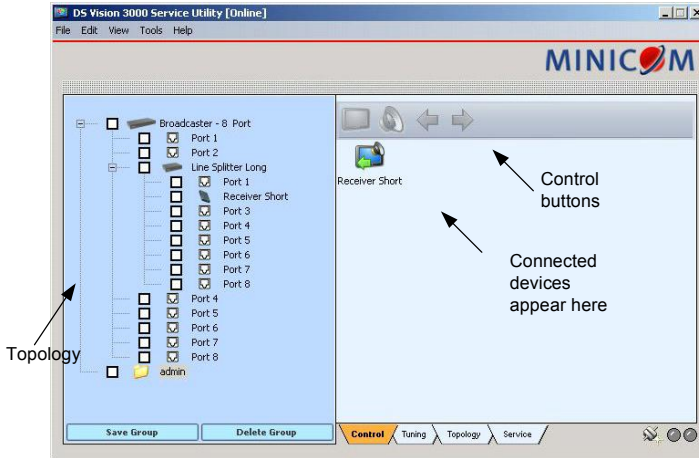 DS Vision 3000 Service Utility [Online]
File Edit View Tools Help
MINICOM
Broadcaster - 8 Port
Port 1
Port 2
Line Splitter Long
Port 1
Receiver Short
Port 3
Port 4
Port 5
Port 6
Port 7
Port 8
Port 4
Port 5
Port 6
Port 7
Port 8
admin
Topology
Save Group Delete Group
Receiver Short
Control
buttons
Connected
devices
appear here
Control Tuning Topology Service